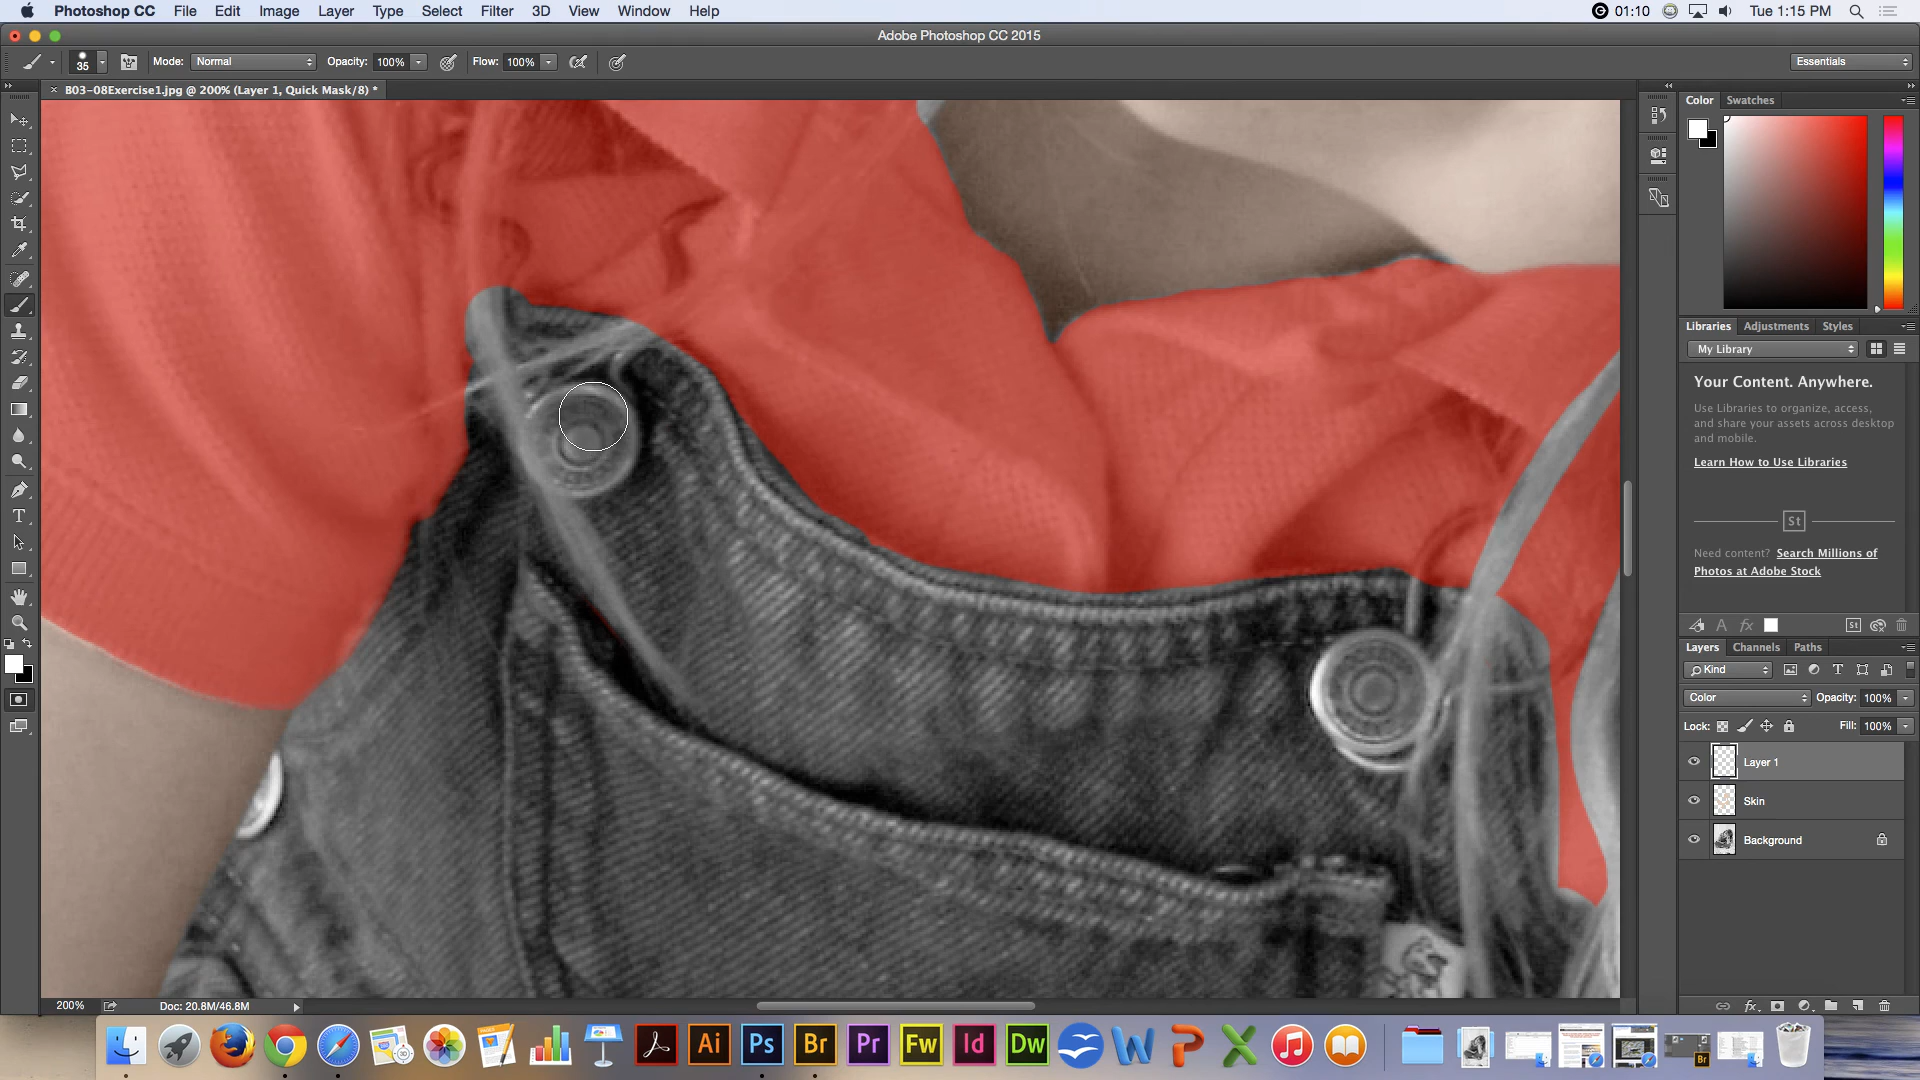 Photoshop CC File Edit Image Layer Type Select Filter 3D View Window Help 01:10 Tue 1:15 PM
Adobe Photoshop CC 2015
35 Mode: Normal Opacity: 100% Flow: 100% Essentials
× B03-08Exercise1.jpg @ 200% (Layer 1, Quick Mask/8) *
Color Swatches
Libraries Adjustments Styles
My Library
Your Content. Anywhere.
Use Libraries to organize, access,
and share your assets across desktop
and mobile.
Learn How to Use Libraries
St
Need content? Search Millions of
Photos at Adobe Stock
St
Layers Channels Paths
Kind
Color Opacity: 100%
Lock: Fill: 100%
Layer 1
Skin
Background
200% Doc: 20.8M/46.8M
PAGES Ai Ps Br Pr Fw Id Dw W P X Br